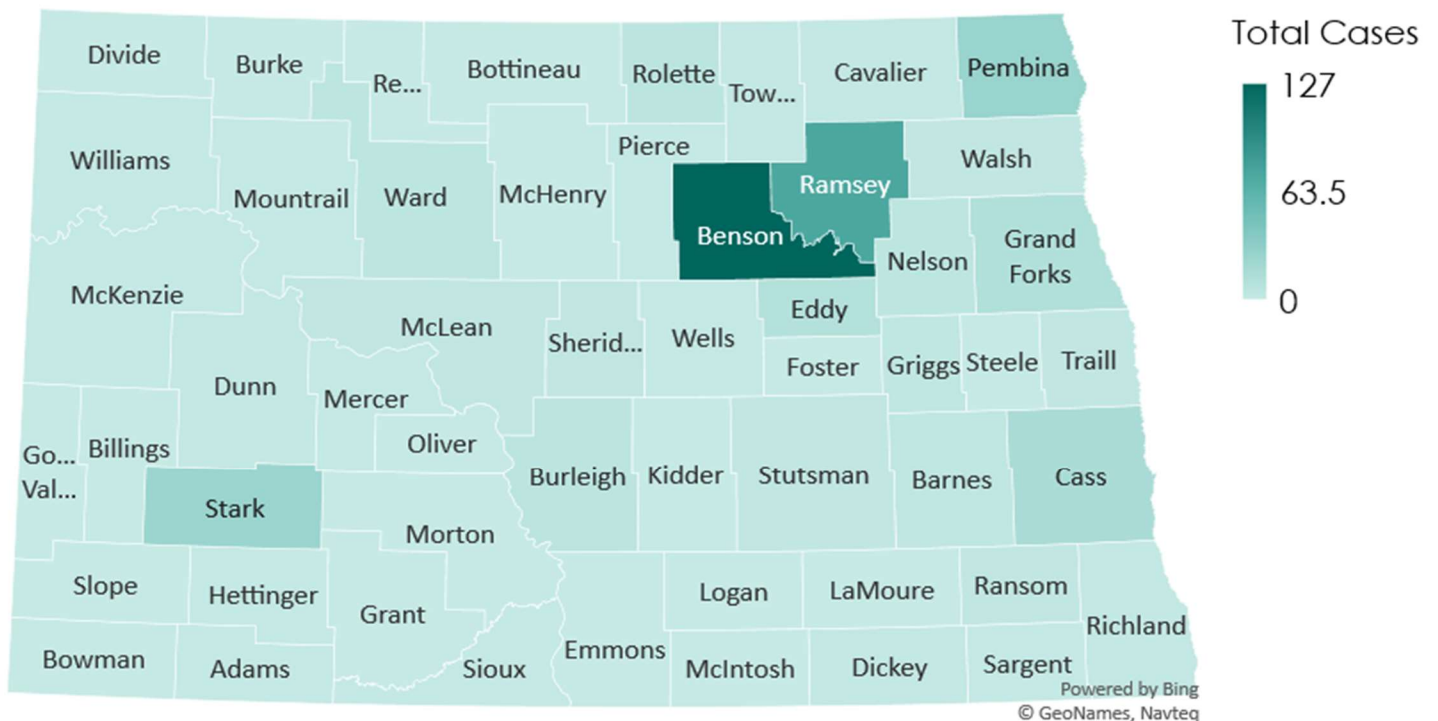 Total Cases
127
63.5
0
Divide
Burke
Re...
Bottineau
Rolette
Tow...
Cavalier
Pembina
Williams
Mountrail
Ward
McHenry
Pierce
Benson
Ramsey
Walsh
Nelson
Grand
Forks
McKenzie
McLean
Sherid...
Wells
Eddy
Foster
Griggs
Steele
Traill
Dunn
Mercer
Oliver
Go...
Val...
Billings
Stark
Burleigh
Kidder
Stutsman
Barnes
Cass
Morton
Slope
Hettinger
Grant
Logan
LaMoure
Ransom
Richland
Bowman
Adams
Sioux
Emmons
McIntosh
Dickey
Sargent
Powered by Bing
© GeoNames, Navteq